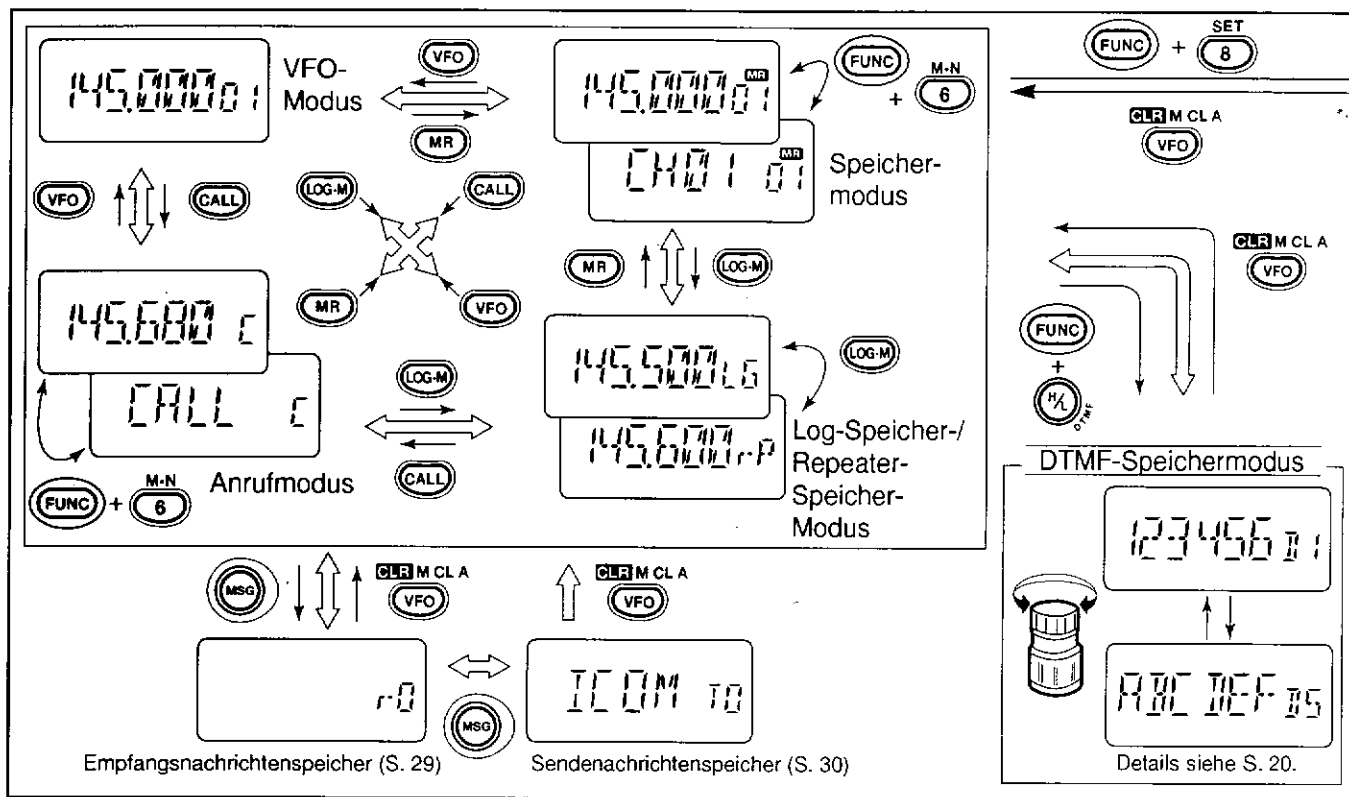 145.000 01
VFO-
Modus
VFO
MR
145.000 01 MR
CH01 01 MR
Speicher-
modus
FUNC + M-N 6
VFO
CALL
LOG-M
CALL
MR
VFO
MR
LOG-M
145.680 C
CALL C
Anrufmodus
FUNC + M-N 6
LOG-M
CALL
145.500 LG
145.600 rP
LOG-M
Log-Speicher-/
Repeater-
Speicher-
Modus
MSG
CLR M CL A
VFO
CLR M CL A
VFO
r0
MSG
ICOM T0
Empfangsnachrichtenspeicher (S. 29)
Sendenachrichtenspeicher (S. 30)
FUNC + SET 8
CLR M CL A
VFO
CLR M CL A
VFO
FUNC
+
H/L
DTMF
DTMF-Speichermodus
123456 D1
ABCDEF D5
Details siehe S. 20.